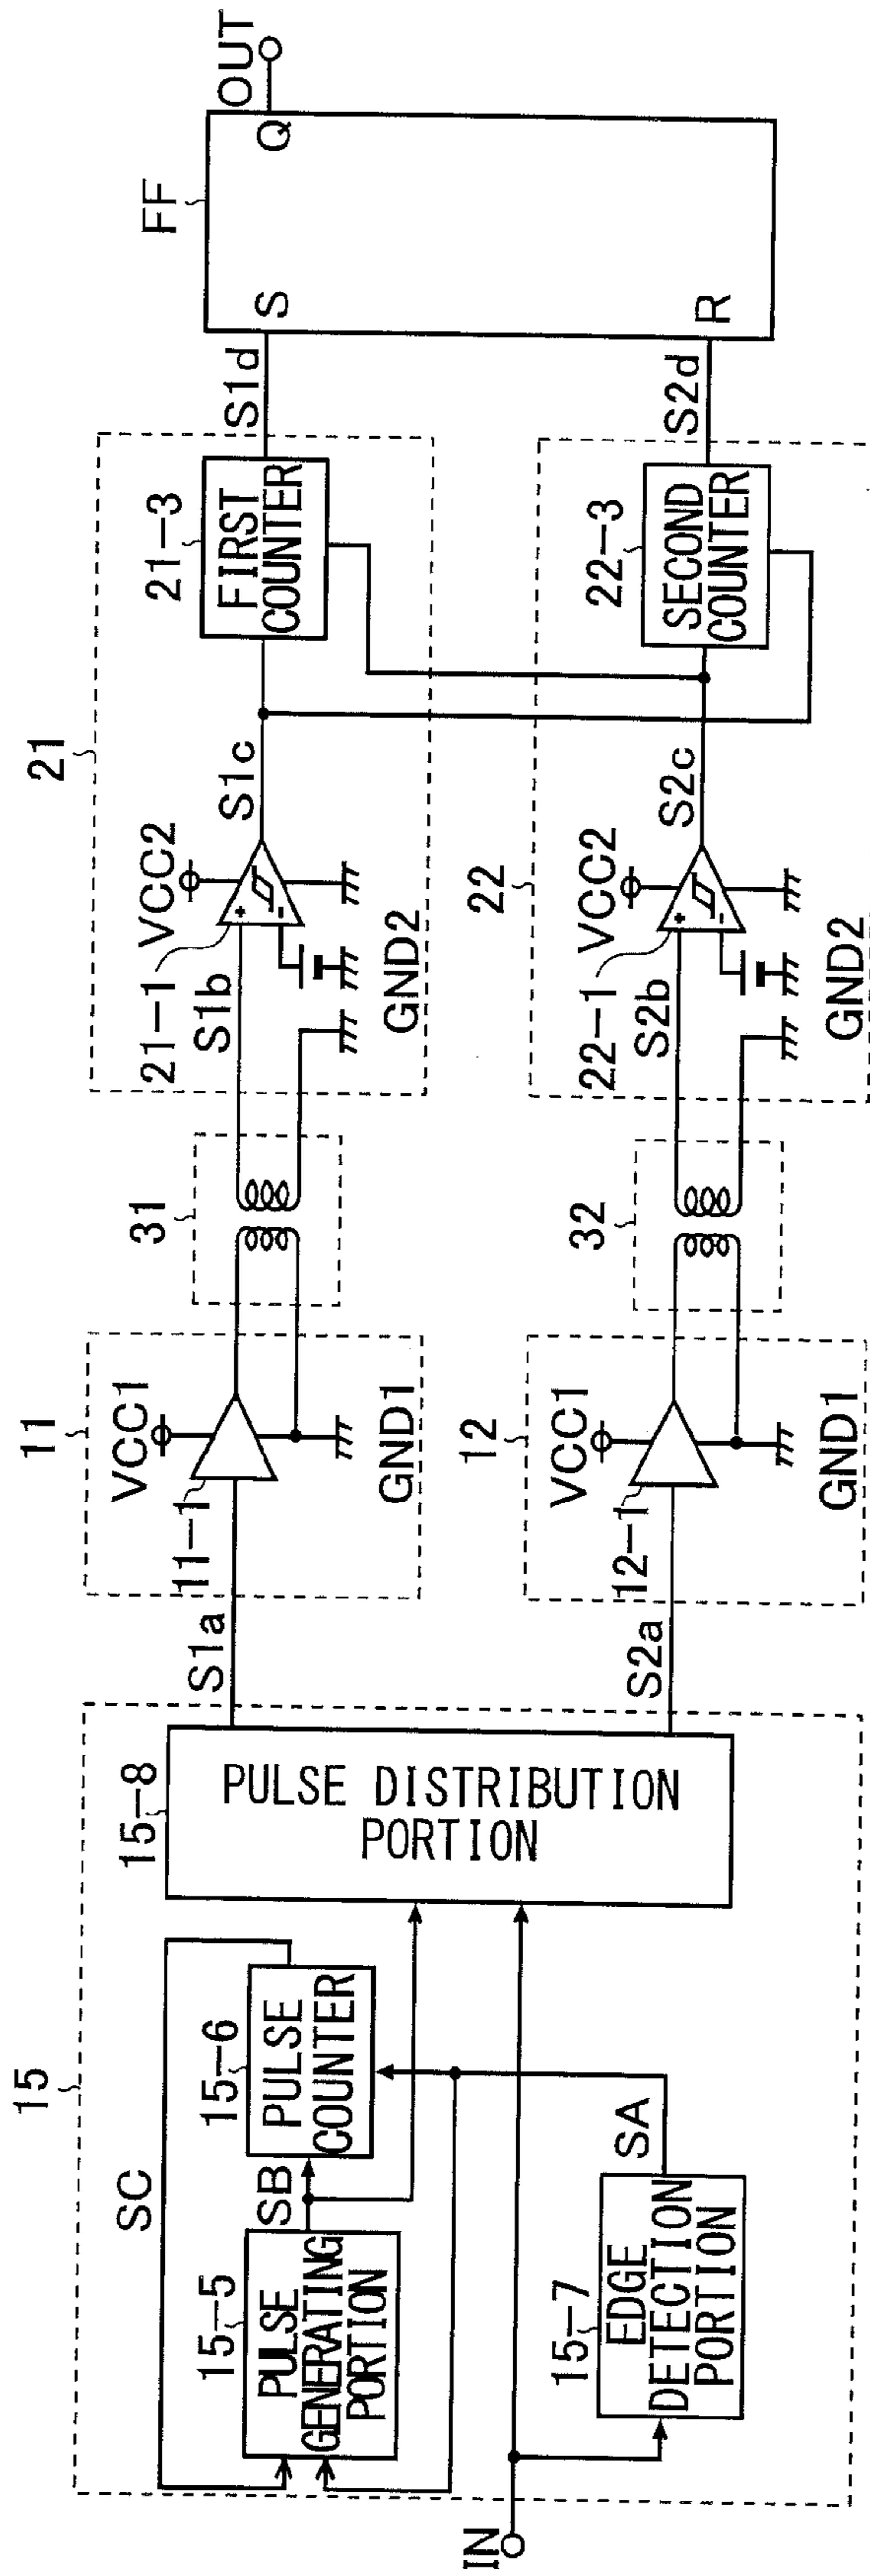 15
SC
15-5
PULSE
GENERATING
PORTION
SB
15-6
PULSE
COUNTER
15-7
EDGE
DETECTION
PORTION
SA
IN
15-8
PULSE DISTRIBUTION
PORTION
S1a
S2a
11
VCC1
11-1
GND1
12
VCC1
12-1
GND1
31
32
21
VCC2
21-1
S1b
+
-
GND2
S1c
21-3
FIRST
COUNTER
S1d
22
VCC2
22-1
S2b
+
-
GND2
S2c
22-3
SECOND
COUNTER
S2d
FF
S
R
Q
OUT